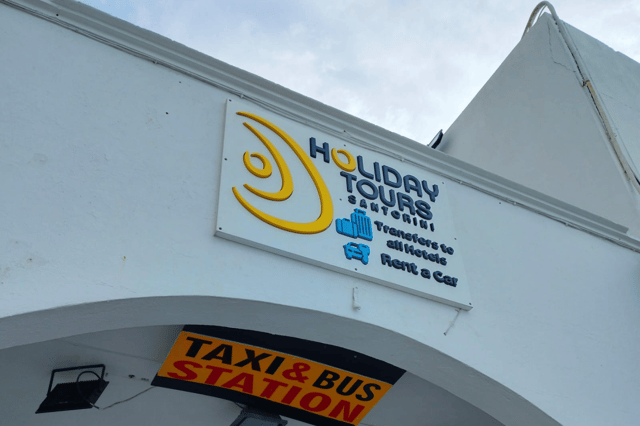 HOLIDAY
TOURS
SANTORINI
Transfers to
all Hotels
Rent a Car
TAXI & BUS
STATION